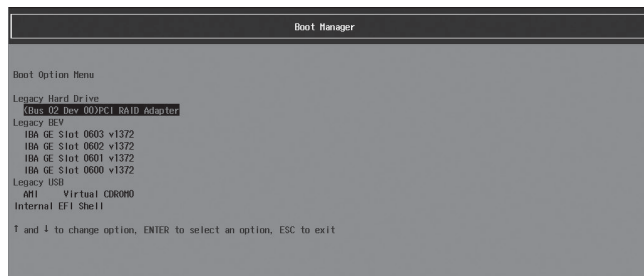 Boot Manager
Boot Option Menu
Legacy Hard Drive
(Bus 02 Dev 00)PCI RAID Adapter
Legacy BEV
IBA GE Slot 0603 v1372
IBA GE Slot 0602 v1372
IBA GE Slot 0601 v1372
IBA GE Slot 0600 v1372
Legacy USB
AMI Virtual CDROM0
Internal EFI Shell
↑ and ↓ to change option, ENTER to select an option, ESC to exit